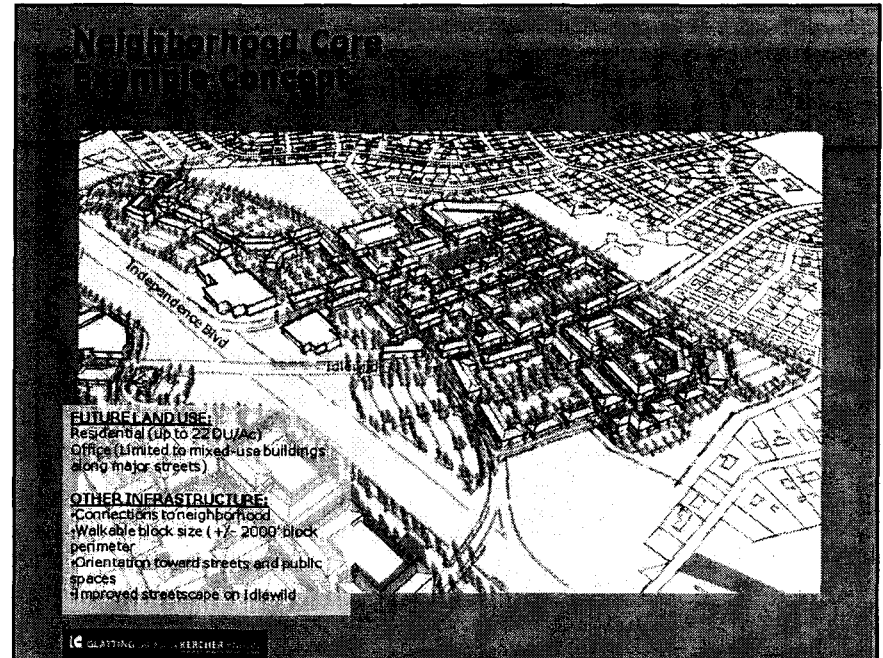 Neighborhood Core
Example Concept
Independence Blvd
Idlewild
FUTURE LAND USE:
Residential (up to 22 DU/Ac)
Office (Limited to mixed-use buildings
along major streets)
OTHER INFRASTRUCTURE:
•Connections to neighborhood
•Walkable block size ( +/- 2000' block
perimeter
•Orientation toward streets and public
spaces
•Improved streetscape on Idlewild
GLATTING KERCHER